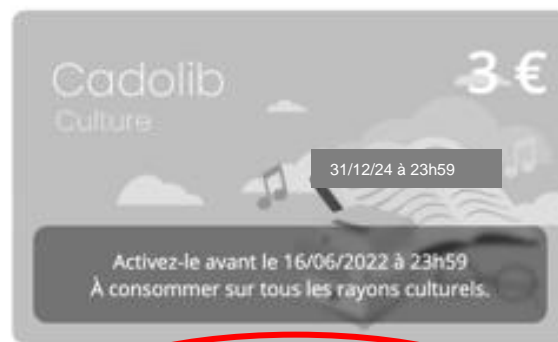 Cadolib
3 €
Culture
31/12/24 à 23h59
Activez-le avant le 16/06/2022 à 23h59
À consommer sur tous les rayons culturels.